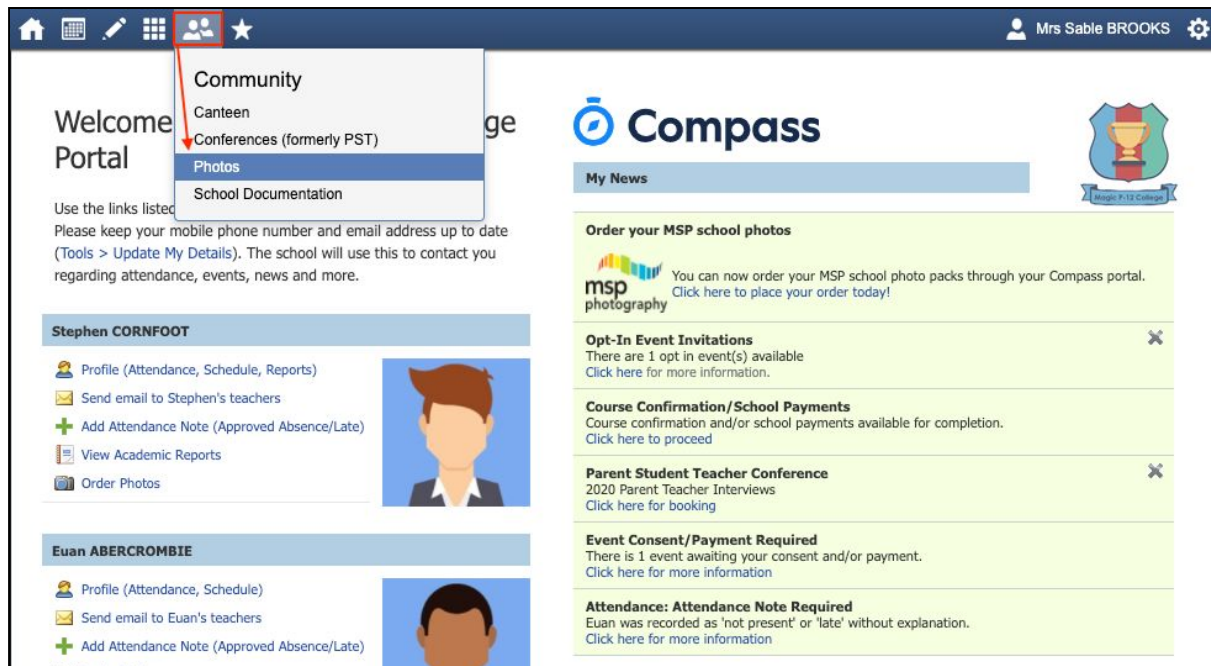 Mrs Sable BROOKS
Community
Canteen
Conferences (formerly PST)
Photos
School Documentation
Welcome ge
Portal
Use the links listed
Please keep your mobile phone number and email address up to date
(Tools > Update My Details). The school will use this to contact you
regarding attendance, events, news and more.
Stephen CORNFOOT
Profile (Attendance, Schedule, Reports)
Send email to Stephen's teachers
Add Attendance Note (Approved Absence/Late)
View Academic Reports
Order Photos
Euan ABERCROMBIE
Profile (Attendance, Schedule)
Send email to Euan's teachers
Add Attendance Note (Approved Absence/Late)
Compass
Magic P-12 College
My News
Order your MSP school photos
msp
photography
You can now order your MSP school photo packs through your Compass portal.
Click here to place your order today!
Opt-In Event Invitations
There are 1 opt in event(s) available
Click here for more information.
Course Confirmation/School Payments
Course confirmation and/or school payments available for completion.
Click here to proceed
Parent Student Teacher Conference
2020 Parent Teacher Interviews
Click here for booking
Event Consent/Payment Required
There is 1 event awaiting your consent and/or payment.
Click here for more information
Attendance: Attendance Note Required
Euan was recorded as 'not present' or 'late' without explanation.
Click here for more information